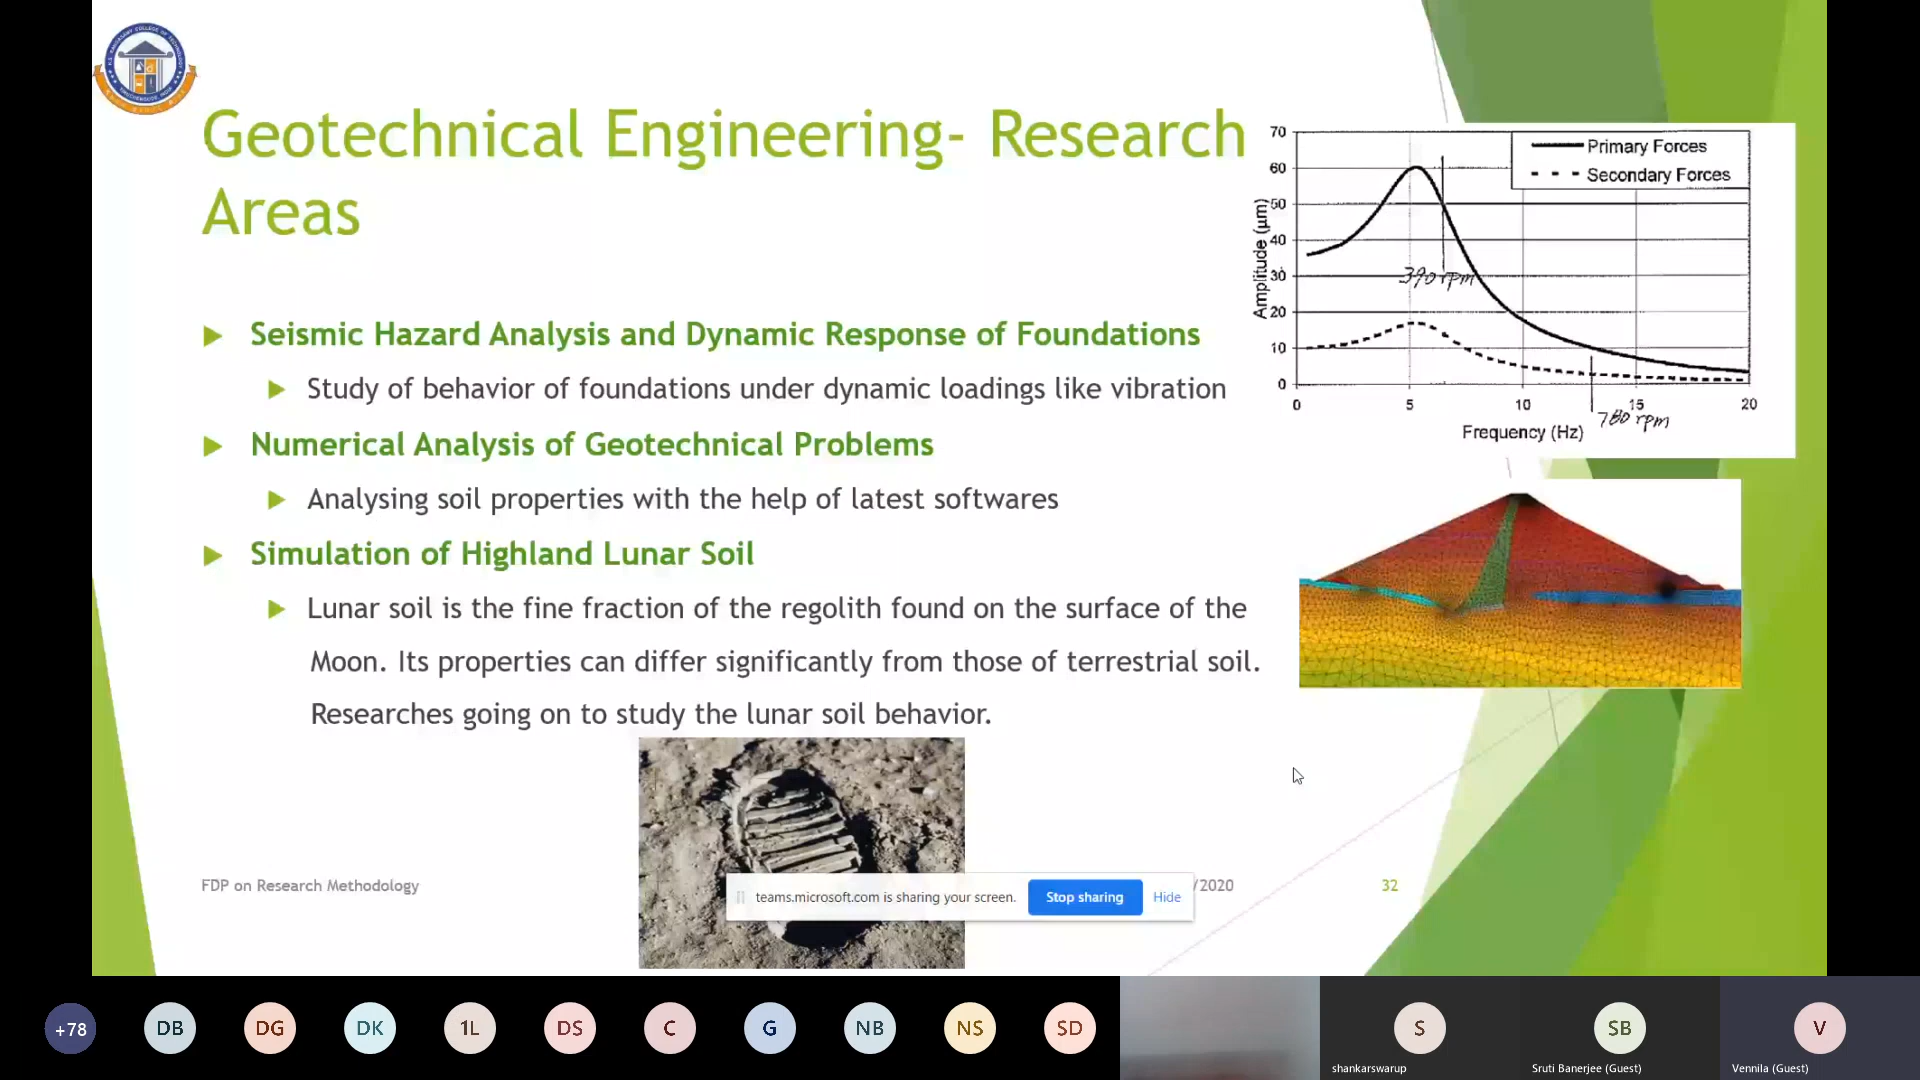 Geotechnical Engineering- Research
Areas
Seismic Hazard Analysis and Dynamic Response of Foundations
Study of behavior of foundations under dynamic loadings like vibration
Numerical Analysis of Geotechnical Problems
Analysing soil properties with the help of latest softwares
Simulation of Highland Lunar Soil
Lunar soil is the fine fraction of the regolith found on the surface of the
Moon. Its properties can differ significantly from those of terrestrial soil.
Researches going on to study the lunar soil behavior.
Primary Forces
Secondary Forces
Amplitude (µm)
70
60
50
40
30
20
10
0
390 rpm
0 5 10 15 20
780 rpm
Frequency (Hz)
FDP on Research Methodology
/2020
32
teams.microsoft.com is sharing your screen.
Stop sharing
Hide
+78
DB
DG
DK
1L
DS
C
G
NB
NS
SD
S
shankarswarup
SB
Sruti Banerjee (Guest)
V
Vennila (Guest)